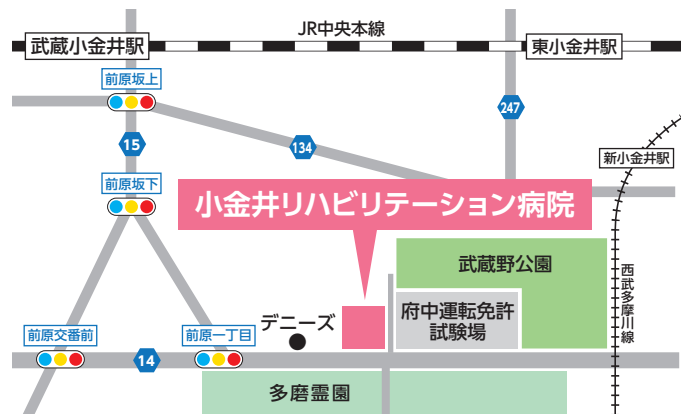 JR中央本線
武蔵小金井駅
東小金井駅
前原坂上
247
15
134
新小金井駅
前原坂下
小金井リハビリテーション病院
武蔵野公園
西武多摩川線
府中運転免許
試験場
デニーズ
前原交番前
前原一丁目
14
多磨霊園